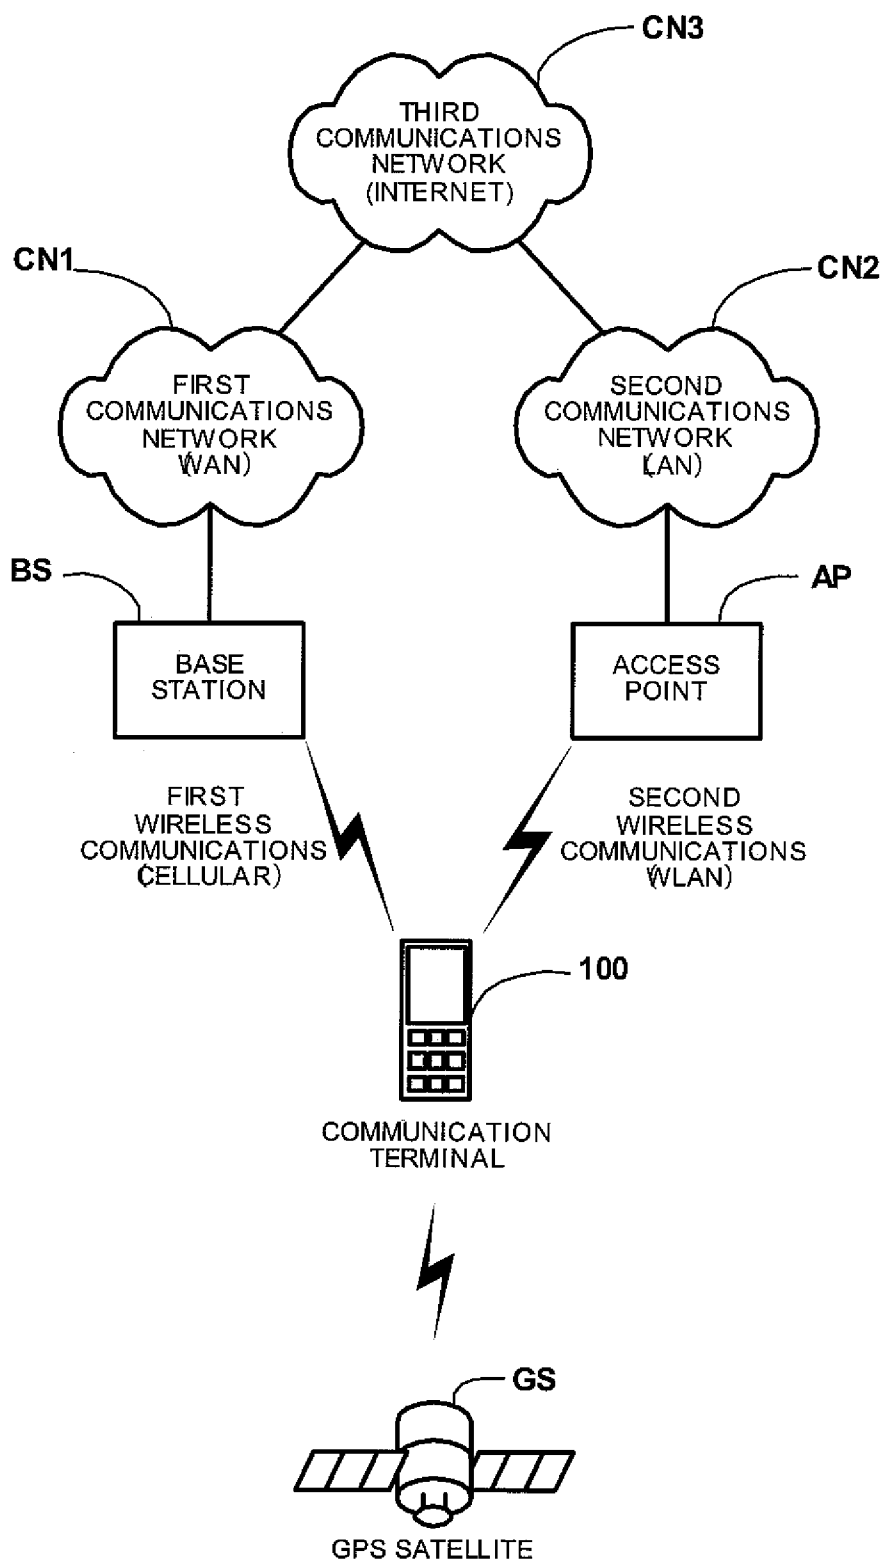 CN3
THIRD
COMMUNICATIONS
NETWORK
(INTERNET)
CN1
CN2
FIRST
COMMUNICATIONS
NETWORK
(WAN)
SECOND
COMMUNICATIONS
NETWORK
(LAN)
BS
AP
BASE
STATION
ACCESS
POINT
FIRST
WIRELESS
COMMUNICATIONS
(CELLULAR)
SECOND
WIRELESS
COMMUNICATIONS
(WLAN)
100
COMMUNICATION
TERMINAL
GS
GPS SATELLITE